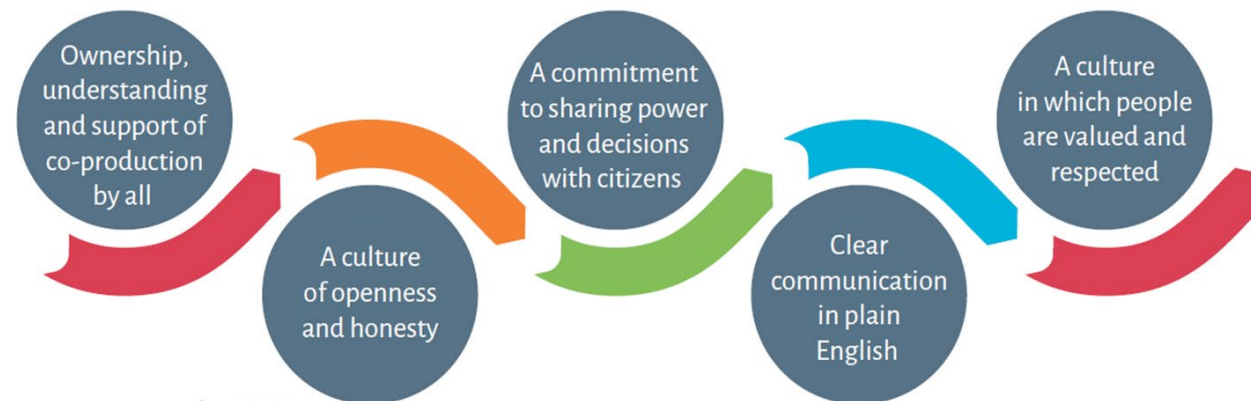 Ownership,
understanding
and support of
co-production
by all
A culture
of openness
and honesty
A commitment
to sharing power
and decisions
with citizens
Clear
communication
in plain
English
A culture
in which people
are valued and
respected